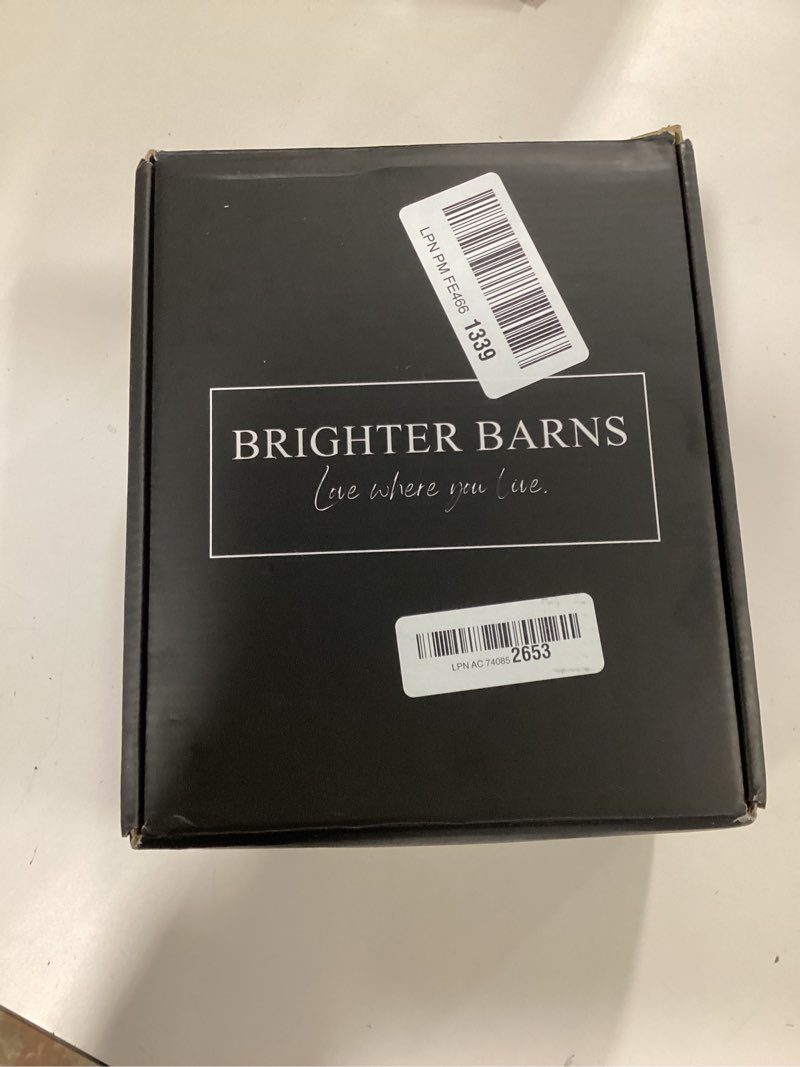 LPN PM FE466 1339
BRIGHTER BARNS
Love where you live.
LPN AC 74085 2653